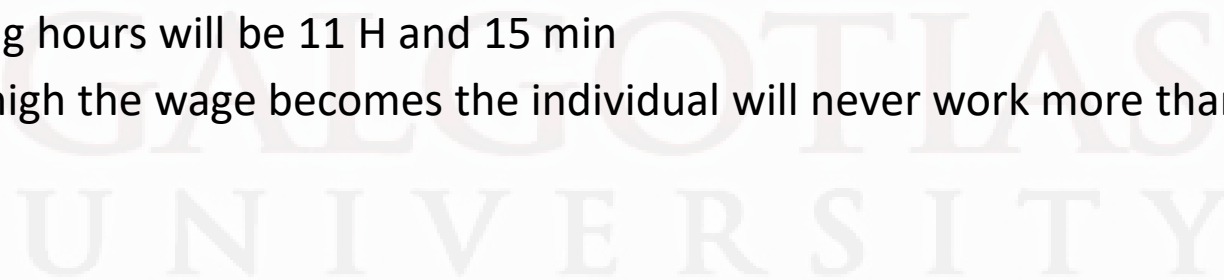 g hours will be 11 H and 15 min
high the wage becomes the individual will never work more than
GALGOTIAS
UNIVERSITY